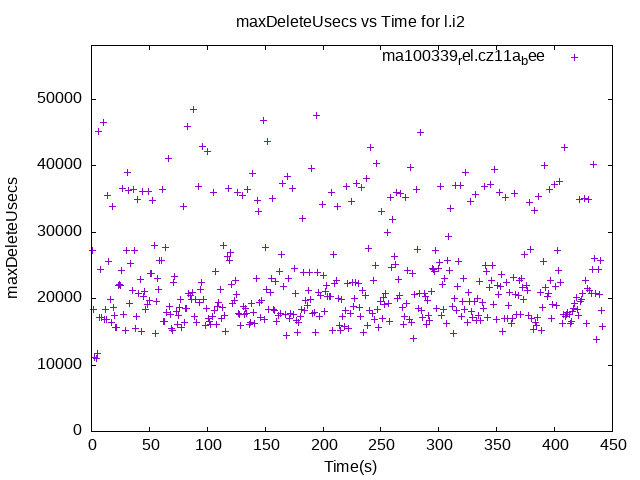 maxDeleteUsecs vs Time for l.i2
ma100339rel.cz11abee
50000
40000
30000
20000
10000
0
maxDeleteUsecs
0 50 100 150 200 250 300 350 400 450
Time(s)